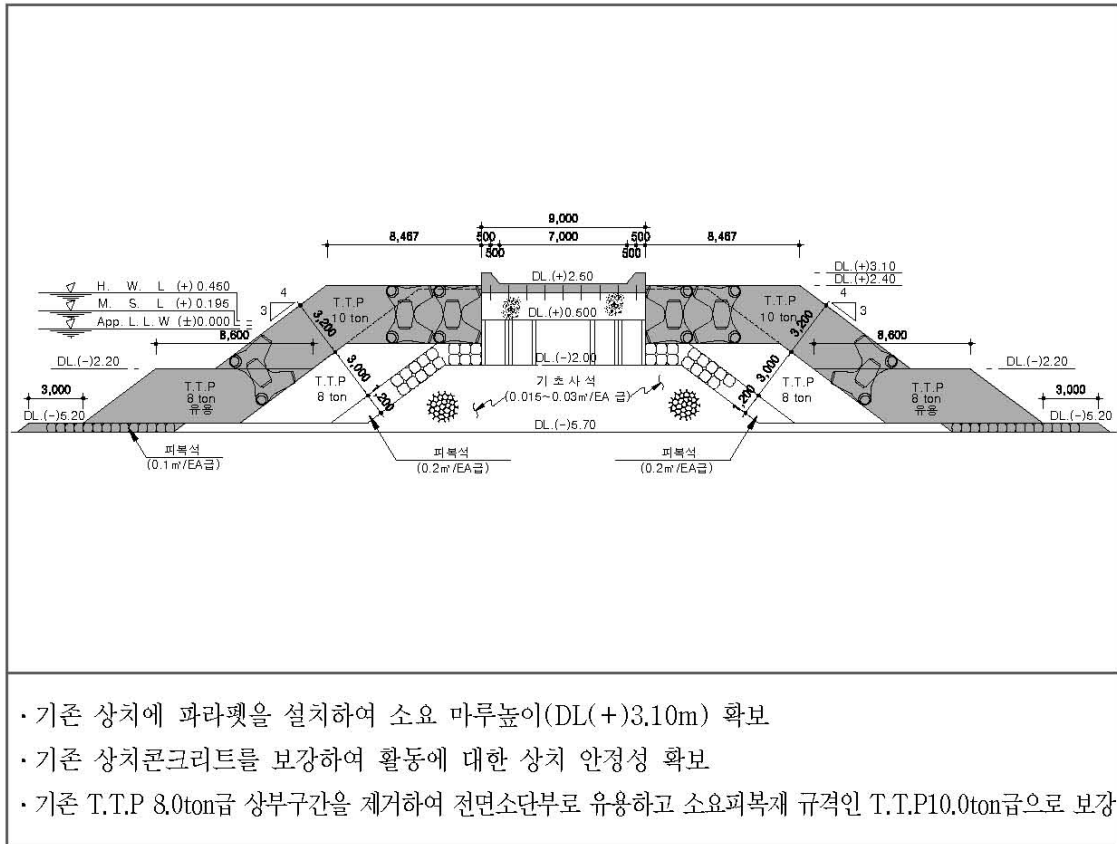 9,000
8,467 500 7,000 500 8,467
500 500
DL.(+)2.50
DL.(+)3.10
DL.(+)2.40
H. W. L (+) 0.450
M. S. L (+) 0.195
App. L. L. W (±)0.000
3 4
T.T.P
10 ton
DL.(+)0.500
T.T.P
10 ton
4 3
3,200
3,200
8,600
8,600
DL.(-)2.20
DL.(-)2.00
DL.(-)2.20
3,000
T.T.P
8 ton
유용
3,000
T.T.P
8 ton
1,200
기 초 사 석
(0.015~0.03㎥/EA 급)
1,200
3,000
T.T.P
8 ton
T.T.P
8 ton
유용
3,000
DL.(-)5.20
DL.(-)5.20
DL.(-)5.70
피복석
(0.1㎥/EA급)
피복석
(0.2㎥/EA급)
피복석
(0.2㎥/EA급)
· 기존 상치에 파라펫을 설치하여 소요 마루높이(DL(+)3.10m) 확보
· 기존 상치콘크리트를 보강하여 활동에 대한 상치 안정성 확보
· 기존 T.T.P 8.0ton급 상부구간을 제거하여 전면소단부로 유용하고 소요피복재 규격인 T.T.P10.0ton급으로 보강